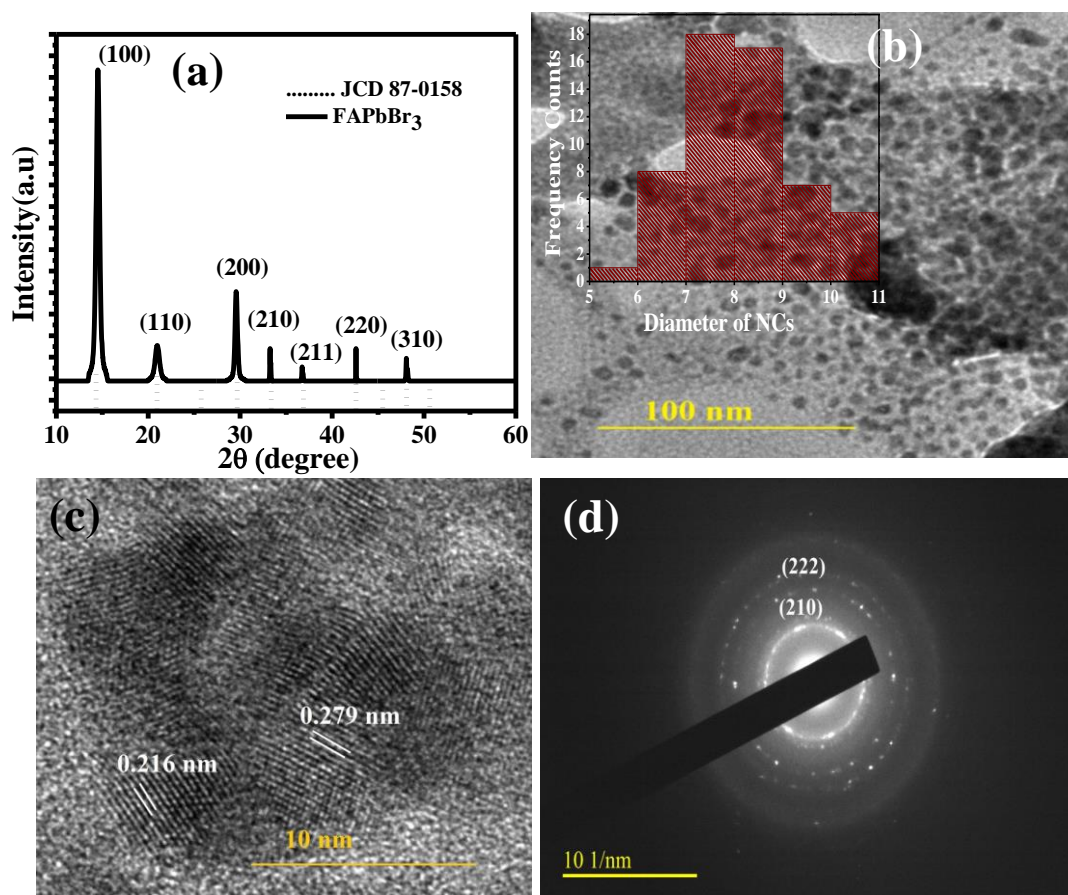 (a)
(100)
JCD 87-0158
FAPbBr3
(200)
(210)
(110)
(211)
(220)
(310)
Intensity(a.u)
10 20 30 40 50 60
2θ (degree)
(b)
18
16
14
12
10
8
6
4
2
0
Frequency Counts
5 6 7 8 9 10 11
Diameter of NCs
100 nm
(c)
0.279 nm
0.216 nm
10 nm
(d)
(222)
(210)
10 1/nm